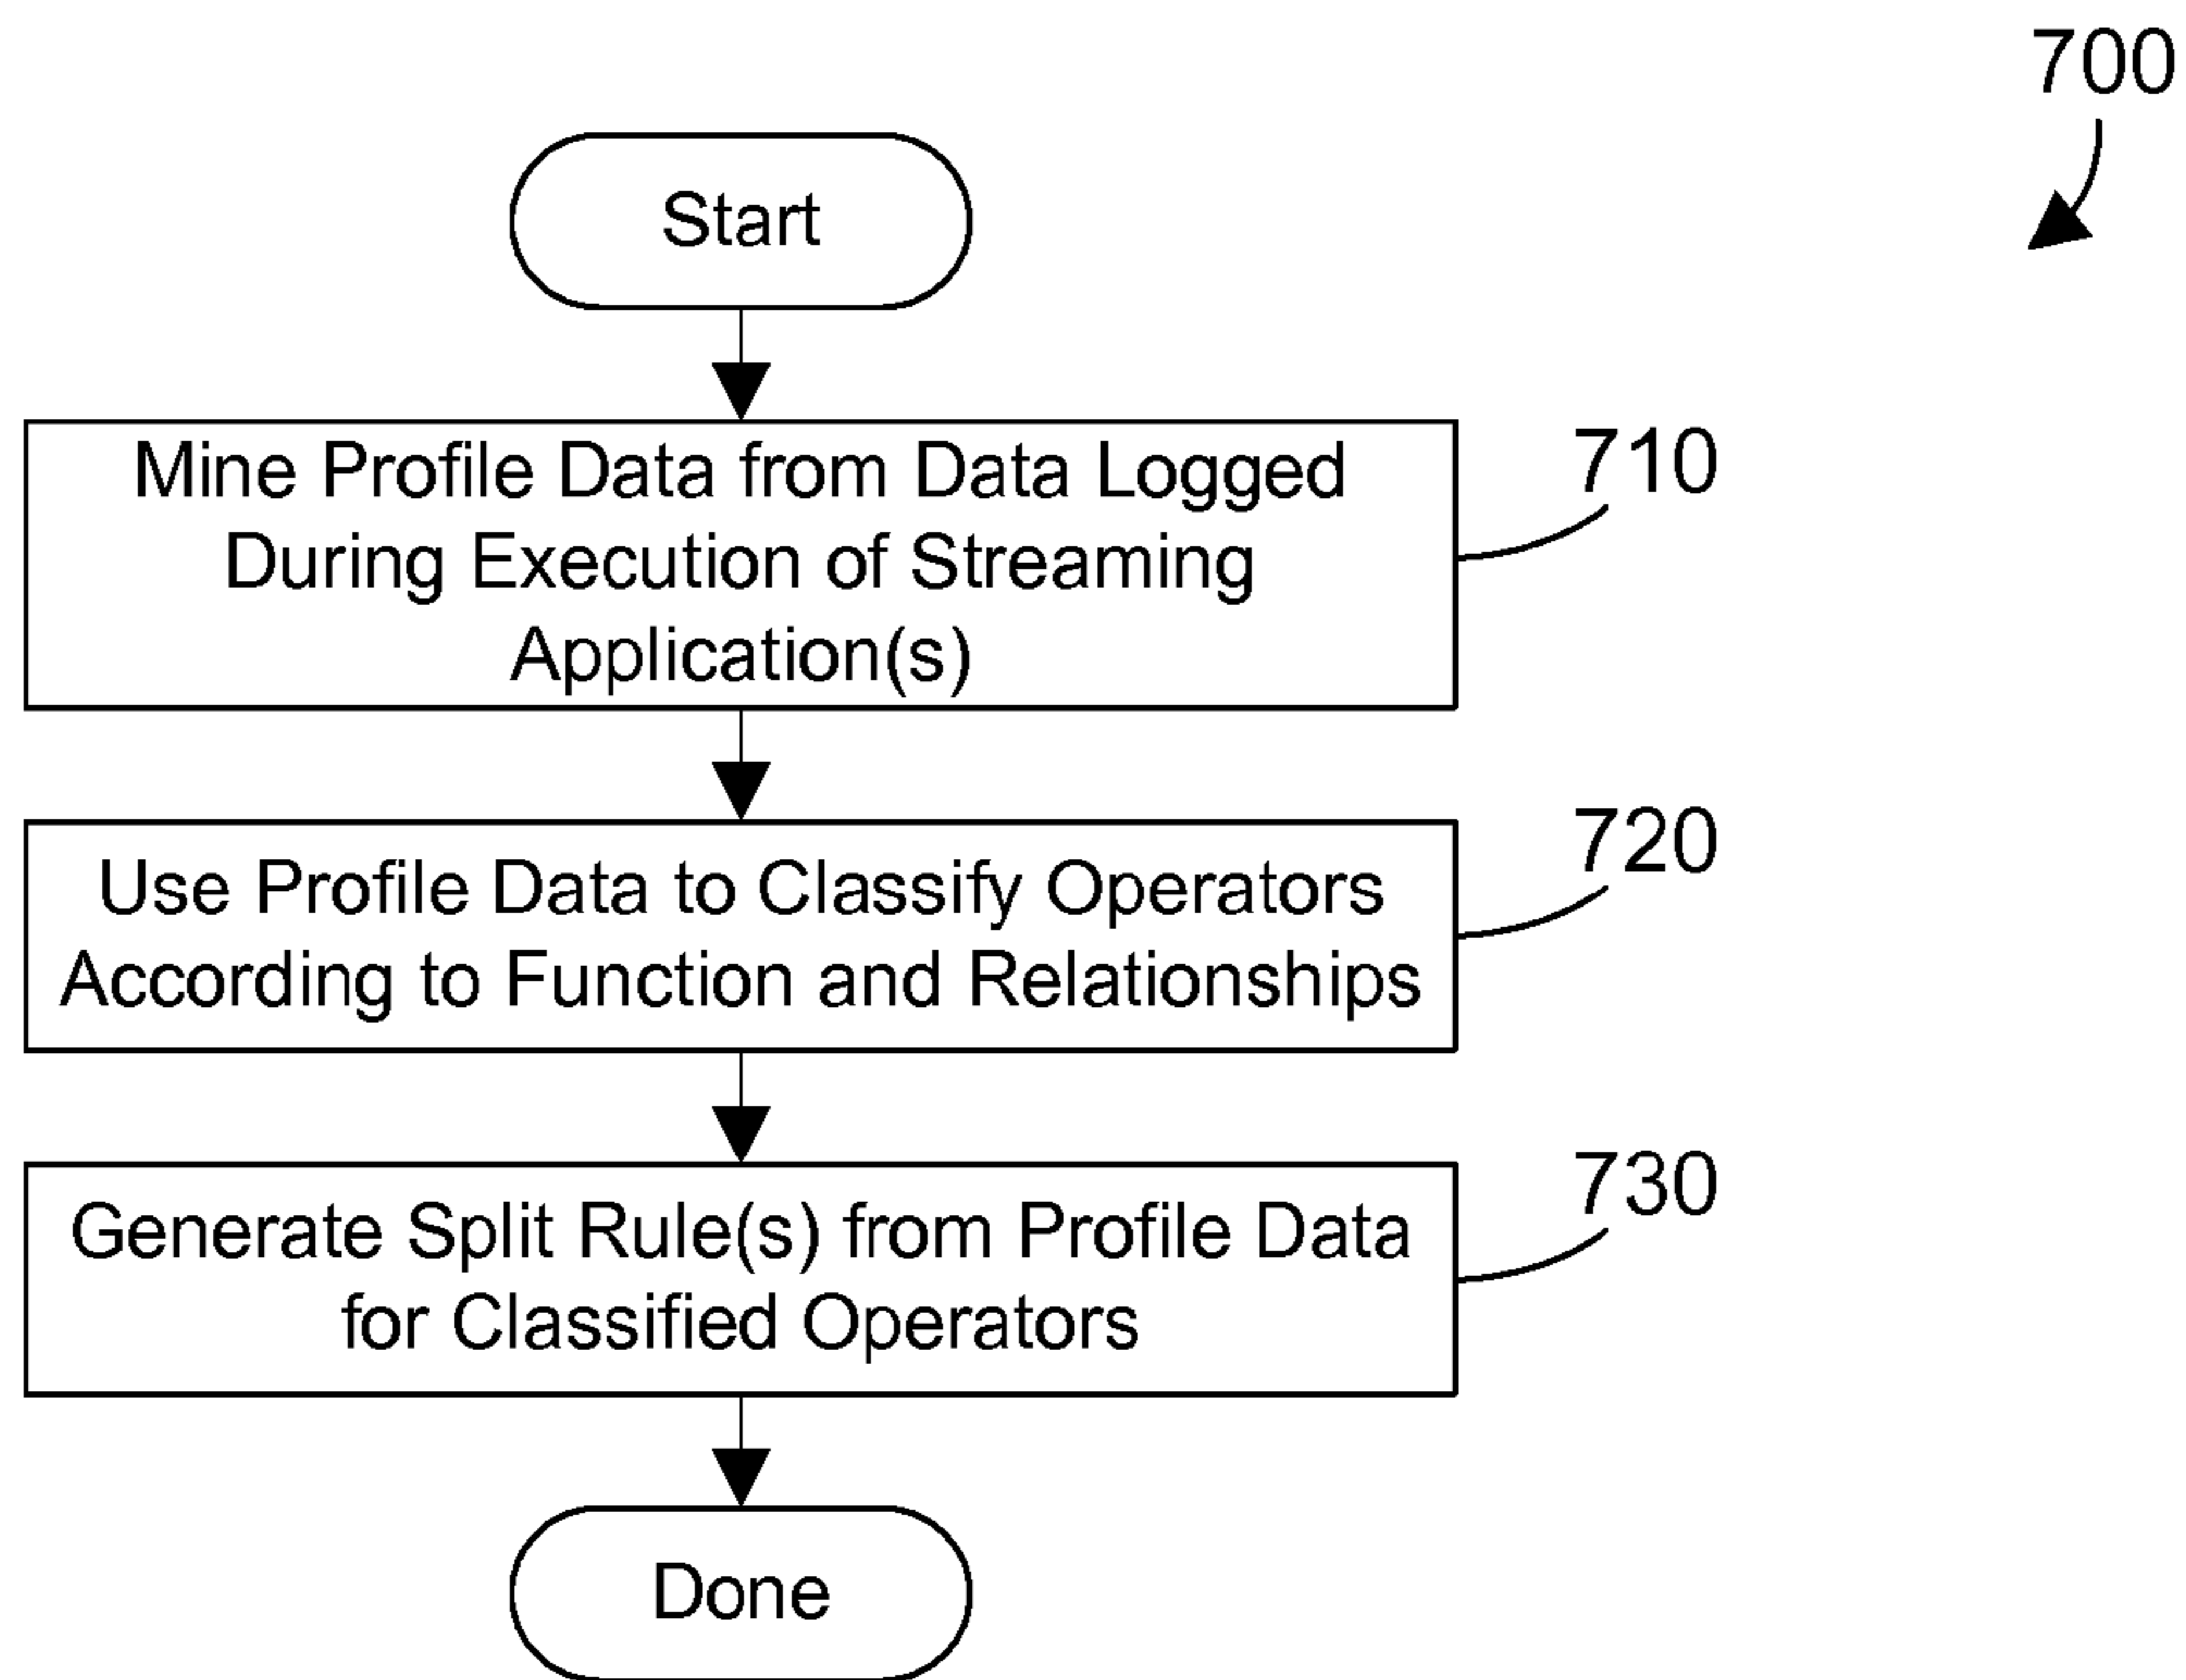 700
Start
Mine Profile Data from Data Logged
During Execution of Streaming
Application(s)
710
Use Profile Data to Classify Operators
According to Function and Relationships
720
Generate Split Rule(s) from Profile Data
for Classified Operators
730
Done